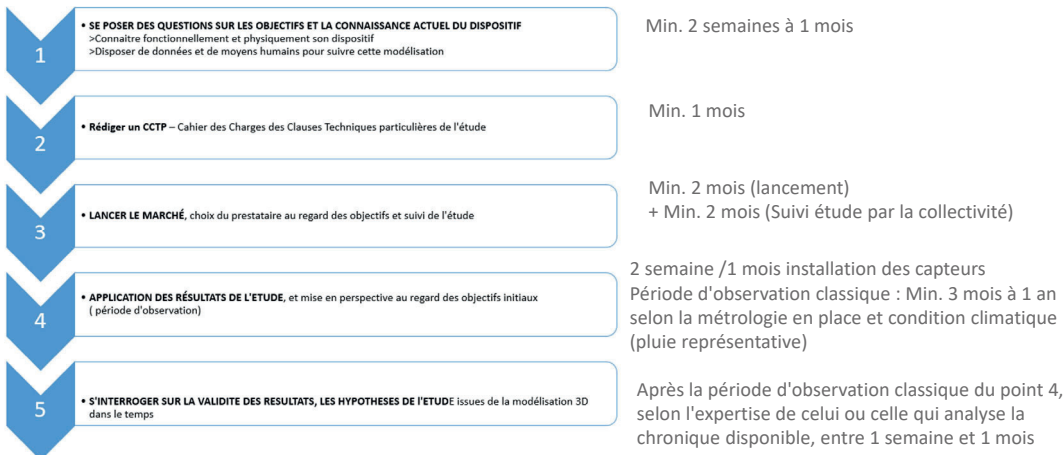 1
• SE POSER DES QUESTIONS SUR LES OBJECTIFS ET LA CONNAISSANCE ACTUEL DU DISPOSITIF
>Connaitre fonctionnellement et physiquement son dispositif
>Disposer de données et de moyens humains pour suivre cette modélisation
Min. 2 semaines à 1 mois
2
• Rédiger un CCTP – Cahier des Charges des Clauses Techniques particulières de l'étude
Min. 1 mois
3
• LANCER LE MARCHÉ, choix du prestataire au regard des objectifs et suivi de l'étude
Min. 2 mois (lancement)
+ Min. 2 mois (Suivi étude par la collectivité)
4
• APPLICATION DES RÉSULTATS DE L'ETUDE, et mise en perspective au regard des objectifs initiaux
( période d'observation)
2 semaine /1 mois installation des capteurs
Période d'observation classique : Min. 3 mois à 1 an
selon la métrologie en place et condition climatique
(pluie représentative)
5
• S'INTERROGER SUR LA VALIDITE DES RESULTATS, LES HYPOTHESES DE l'ETUDE issues de la modélisation 3D
dans le temps
Après la période d'observation classique du point 4,
selon l'expertise de celui ou celle qui analyse la
chronique disponible, entre 1 semaine et 1 mois